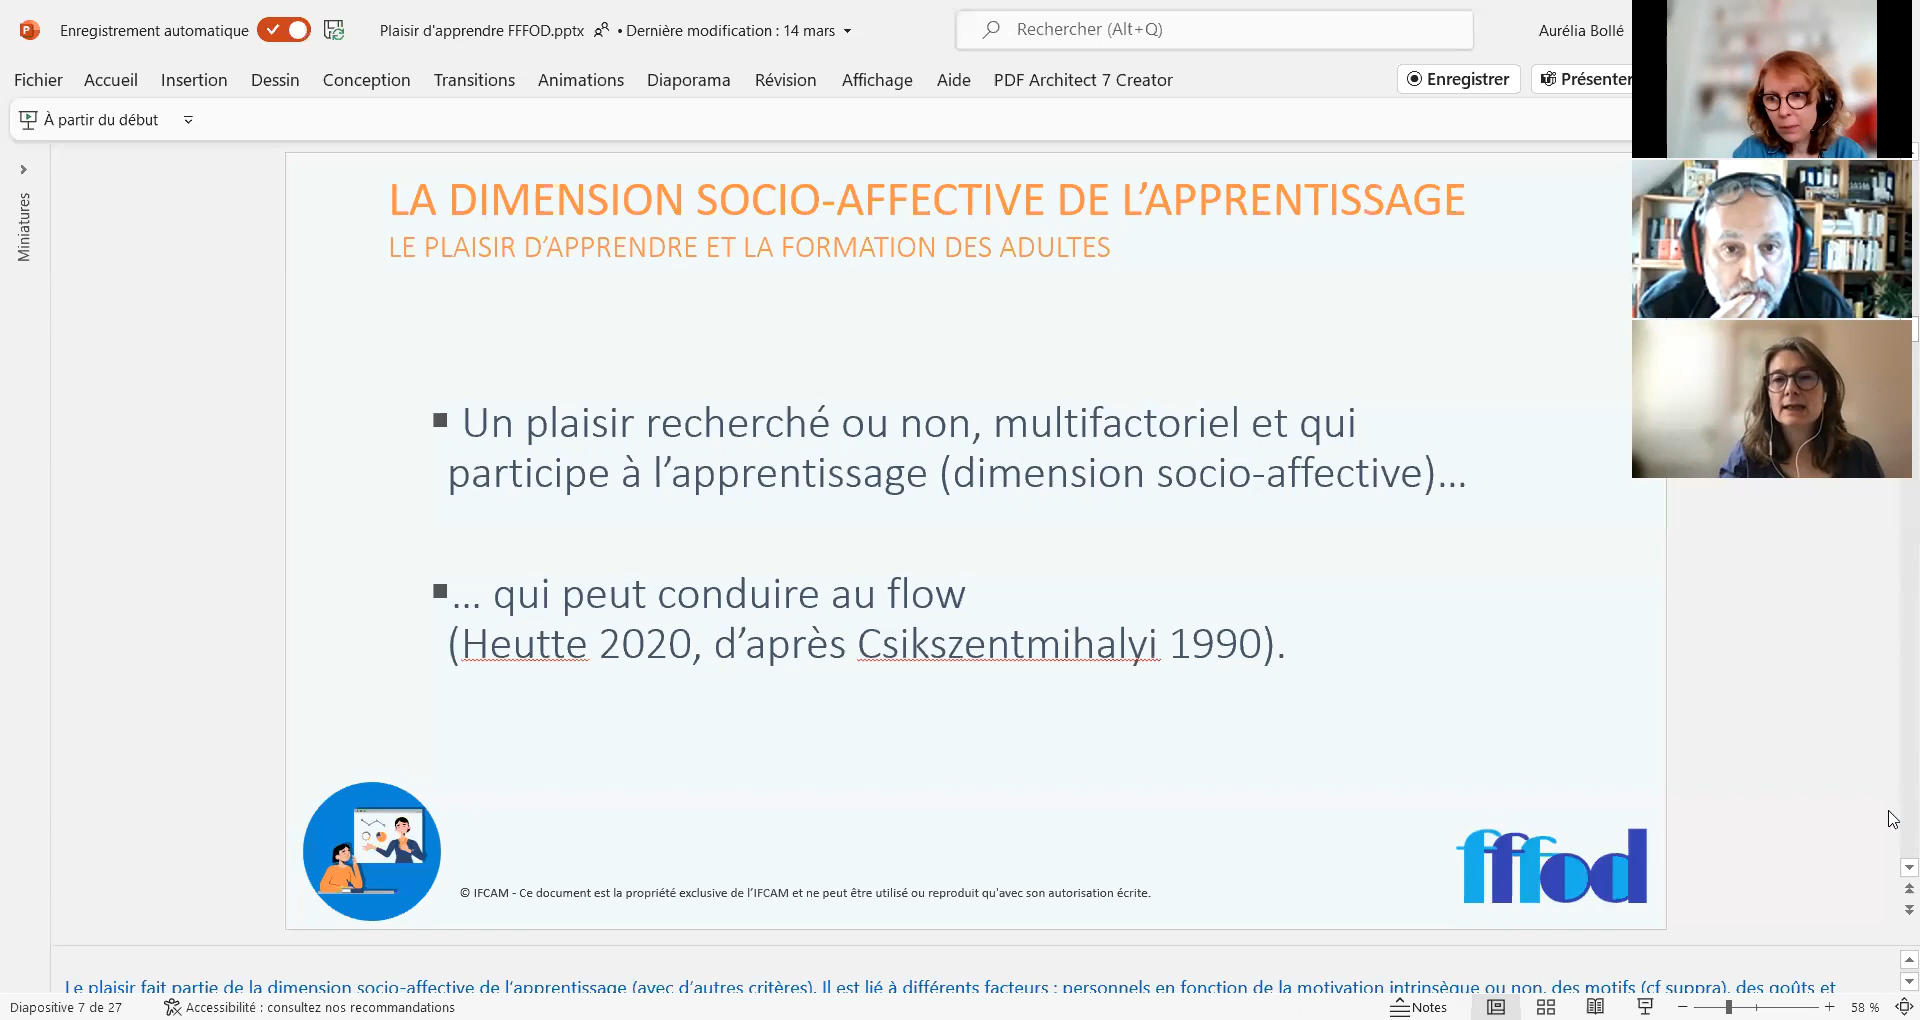 Enregistrement automatique
Plaisir d'apprendre FFFOD.pptx • Dernière modification : 14 mars
Rechercher (Alt+Q)
Aurélia Bollé
Fichier Accueil Insertion Dessin Conception Transitions Animations Diaporama Révision Affichage Aide PDF Architect 7 Creator
Enregistrer
Présenter
À partir du début
Miniatures
LA DIMENSION SOCIO-AFFECTIVE DE L’APPRENTISSAGE
LE PLAISIR D’APPRENDRE ET LA FORMATION DES ADULTES
Un plaisir recherché ou non, multifactoriel et qui
participe à l’apprentissage (dimension socio-affective)…
… qui peut conduire au flow
(Heutte 2020, d’après Csikszentmihalyi 1990).
© IFCAM - Ce document est la propriété exclusive de l’IFCAM et ne peut être utilisé ou reproduit qu'avec son autorisation écrite.
fffod
Le plaisir fait partie de la dimension socio-affective de l’apprentissage (avec d’autres critères). Il est lié à différents facteurs : personnels en fonction de la motivation intrinsèque ou non, des motifs (cf supra), des goûts et
Diapositive 7 de 27
Accessibilité : consultez nos recommandations
Notes
58 %